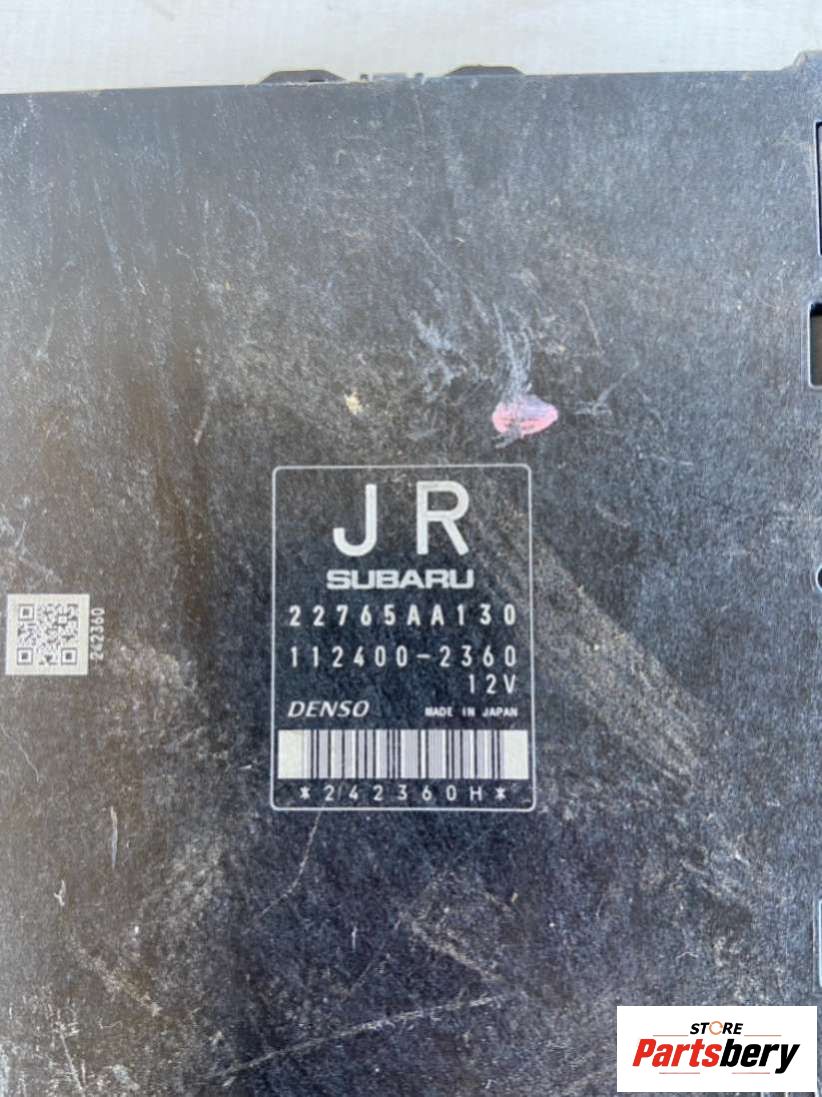 JR
SUBARU
22765AA130
112400-2360
12V
DENSO MADE IN JAPAN
*242360H*
242360
STORE
Partsbery